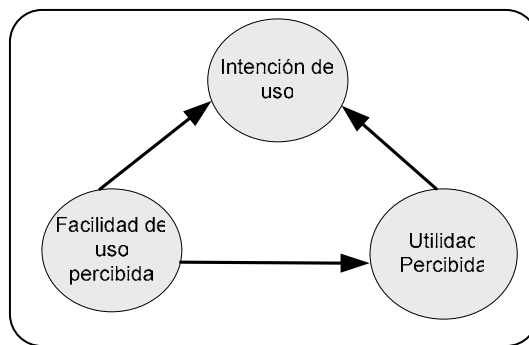 Intención de
uso
Facilidad de
uso
percibida
Utilidad
Percibida